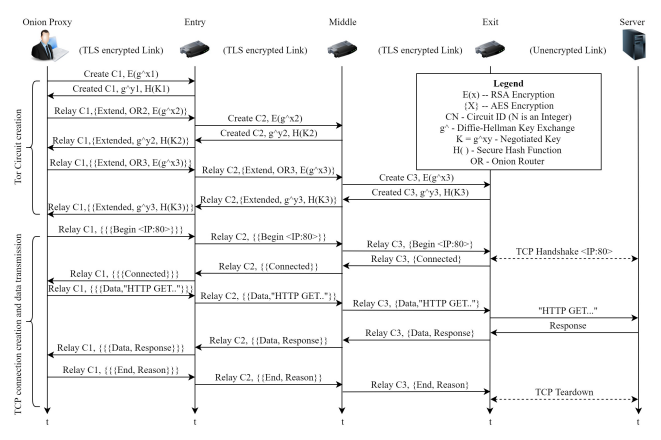 Onion Proxy
Entry
Middle
Exit
Server
(TLS encrypted Link)
(TLS encrypted Link)
(TLS encrypted Link)
(Unencrypted Link)
Tor Circuit creation
Create C1, E(g^x1)
Created C1, g^y1, H(K1)
Relay C1,{Extend, OR2, E(g^x2)}
Create C2, E(g^x2)
Created C2, g^y2, H(K2)
Relay C1,{Extended, g^y2, H(K2)}
Relay C1,{{Extend, OR3, E(g^x3)}}
Relay C2,{Extend, OR3, E(g^x3)}
Create C3, E(g^x3)
Created C3, g^y3, H(K3)
Relay C2,{Extended, g^y3, H(K3)}
Relay C1,{{Extended, g^y3, H(K3)}}
Legend
E(x) -- RSA Encryption
{X} -- AES Encryption
CN - Circuit ID (N is an Integer)
g^ - Diffie-Hellman Key Exchange
K = g^xy - Negotiated Key
H( ) - Secure Hash Function
OR - Onion Router
TCP connection creation and data transmission
Relay C1, {{{Begin <IP:80>}}}
Relay C2, {{Begin <IP:80>}}
Relay C3, {Begin <IP:80>}
TCP Handshake <IP:80>
Relay C3, {Connected}
Relay C2, {{Connected}}
Relay C1, {{{Connected}}}
Relay C1, {{{Data,"HTTP GET.."}}}
Relay C2, {{Data,"HTTP GET.."}}
Relay C3, {Data,"HTTP GET.."}
"HTTP GET..."
Response
Relay C3, {Data, Response}
Relay C2, {{Data, Response}}
Relay C1, {{{Data, Response}}}
Relay C1, {{{End, Reason}}}
Relay C2, {{End, Reason}}
Relay C3, {End, Reason}
TCP Teardown
t
t
t
t
t